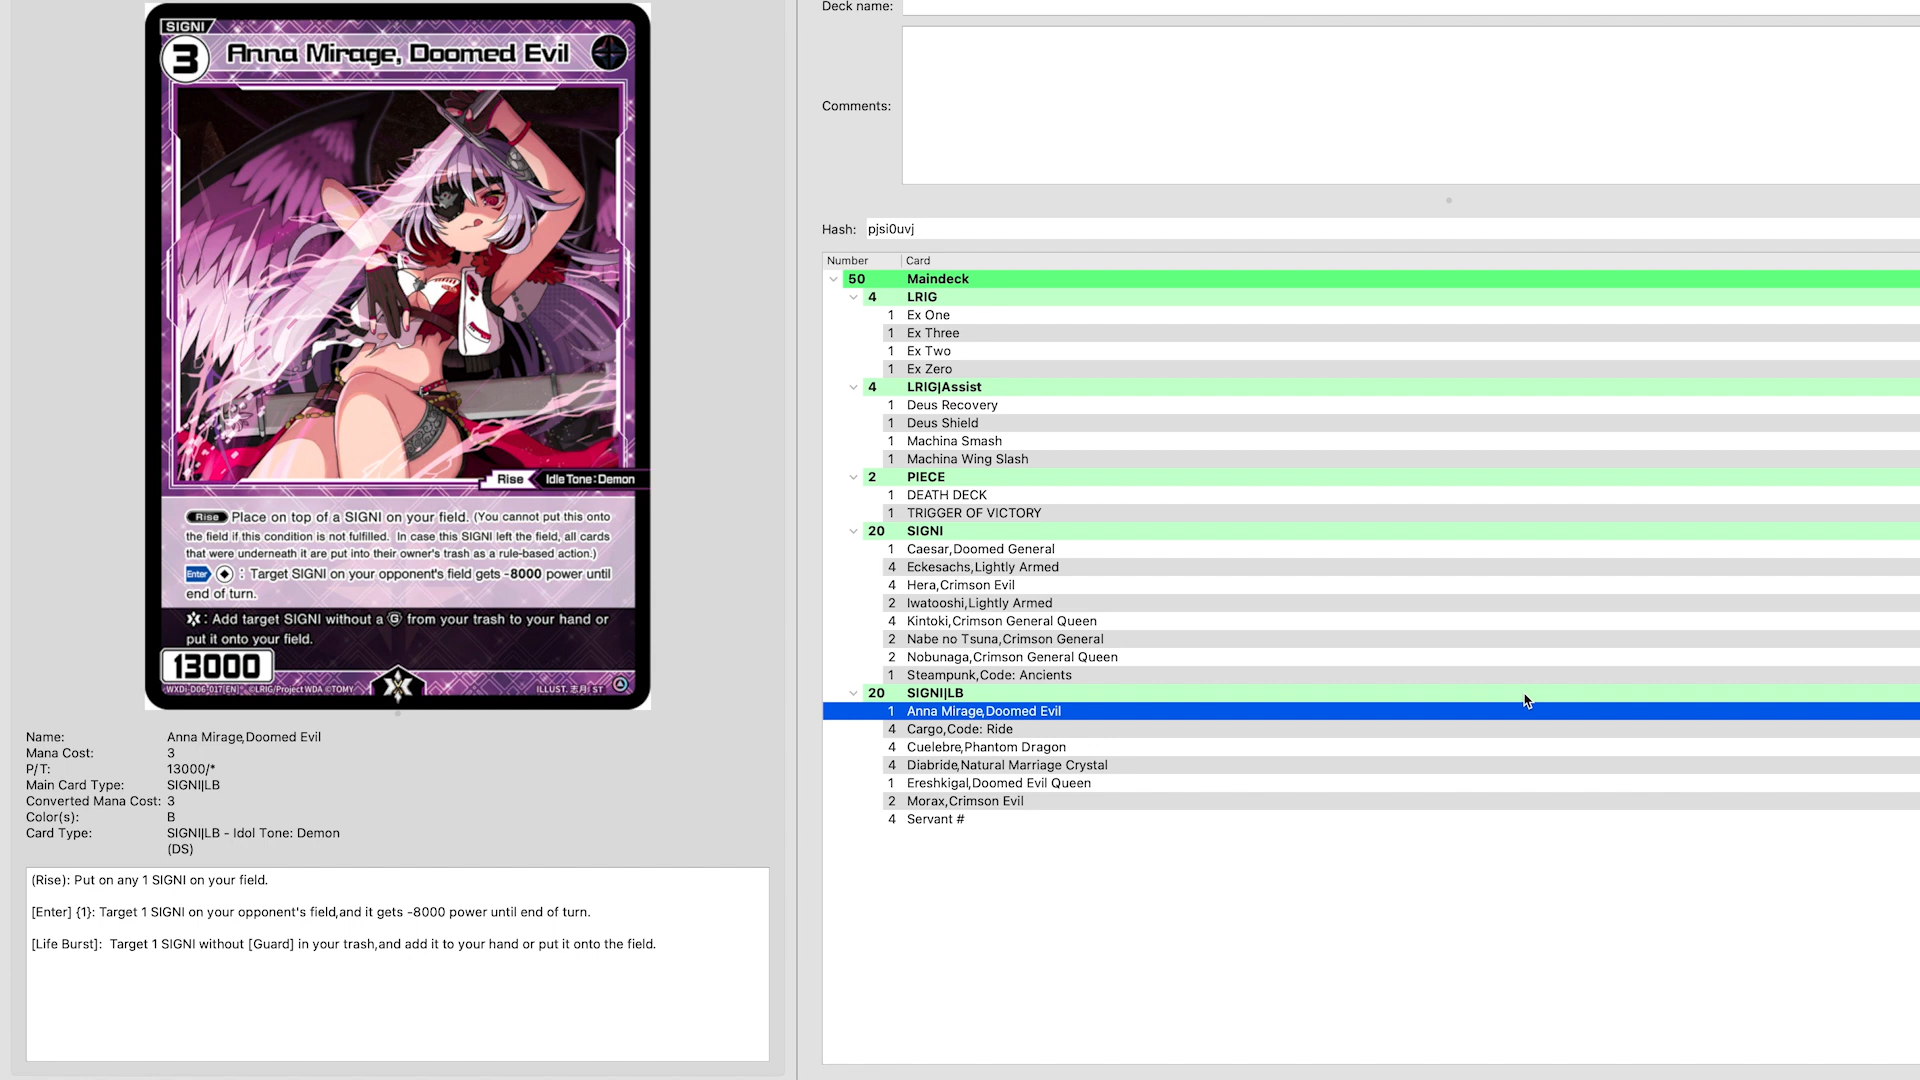 SIGNI
3
Anna Mirage, Doomed Evil
Rise
Idle Tone:Demon
Rise Place on top of a SIGNI on your field. (You cannot put this onto
the field if this condition is not fulfilled. In case this SIGNI left the field, all cards
that were underneath it are put into their owner's trash as a rule-based action.)
Enter : Target SIGNI on your opponent's field gets -8000 power until
end of turn.
: Add target SIGNI without a G from your trash to your hand or
put it onto your field.
13000
WXDi-D06-017[EN] ©LRIG/Project WDA ©TOMY
ILLUST. 志月/ ST
Name: Anna Mirage,Doomed Evil
Mana Cost: 3
P/T: 13000/*
Main Card Type: SIGNI|LB
Converted Mana Cost: 3
Color(s): B
Card Type: SIGNI|LB - Idol Tone: Demon
(DS)
(Rise): Put on any 1 SIGNI on your field.
[Enter] {1}: Target 1 SIGNI on your opponent's field,and it gets -8000 power until end of turn.
[Life Burst]: Target 1 SIGNI without [Guard] in your trash,and add it to your hand or put it onto the field.
Deck name:
Comments:
Hash: pjsi0uvj
Number Card
50 Maindeck
4 LRIG
1 Ex One
1 Ex Three
1 Ex Two
1 Ex Zero
4 LRIG|Assist
1 Deus Recovery
1 Deus Shield
1 Machina Smash
1 Machina Wing Slash
2 PIECE
1 DEATH DECK
1 TRIGGER OF VICTORY
20 SIGNI
1 Caesar,Doomed General
4 Eckesachs,Lightly Armed
4 Hera,Crimson Evil
2 Iwatooshi,Lightly Armed
4 Kintoki,Crimson General Queen
2 Nabe no Tsuna,Crimson General
2 Nobunaga,Crimson General Queen
1 Steampunk,Code: Ancients
20 SIGNI|LB
1 Anna Mirage,Doomed Evil
4 Cargo,Code: Ride
4 Cuelebre,Phantom Dragon
4 Diabride,Natural Marriage Crystal
1 Ereshkigal,Doomed Evil Queen
2 Morax,Crimson Evil
4 Servant #